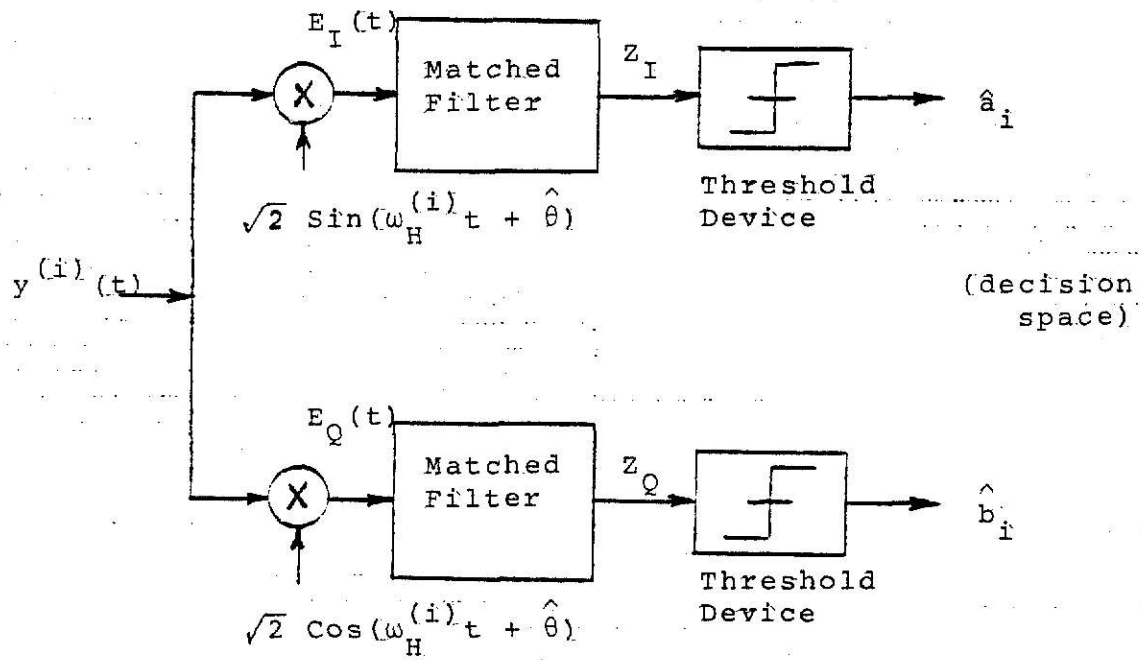 E_I(t)
Matched
Filter
Z_I
â_i
√2 Sin(ω_H^(i) t + θ̂)
Threshold
Device
y^(i)(t)
(decision
space)
E_Q(t)
Matched
Filter
Z_Q
b̂_i
√2 Cos(ω_H^(i) t + θ̂)
Threshold
Device